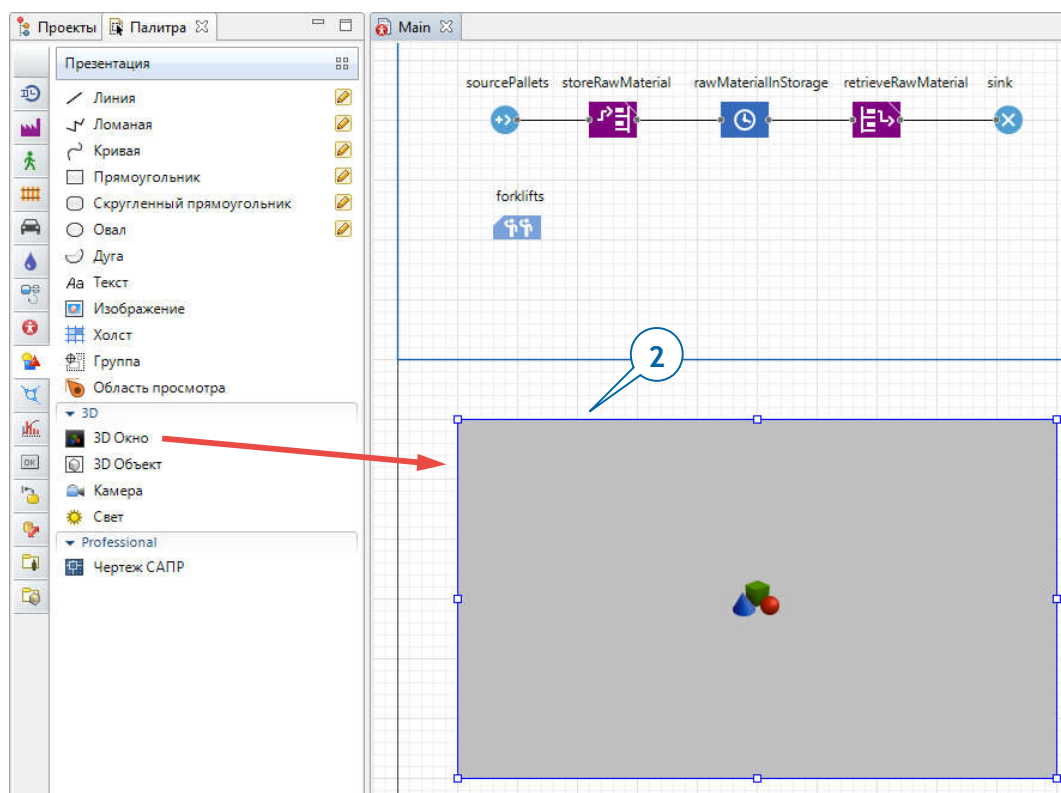 Проекты
Палитра
Main
Презентация
Линия
Ломаная
Кривая
Прямоугольник
Скругленный прямоугольник
Овал
Дуга
Aa Текст
Изображение
Холст
Группа
Область просмотра
3D
3D Окно
3D Объект
Камера
Свет
Professional
Чертеж САПР
OK
sourcePallets storeRawMaterial rawMaterialInStorage retrieveRawMaterial sink
forklifts
2